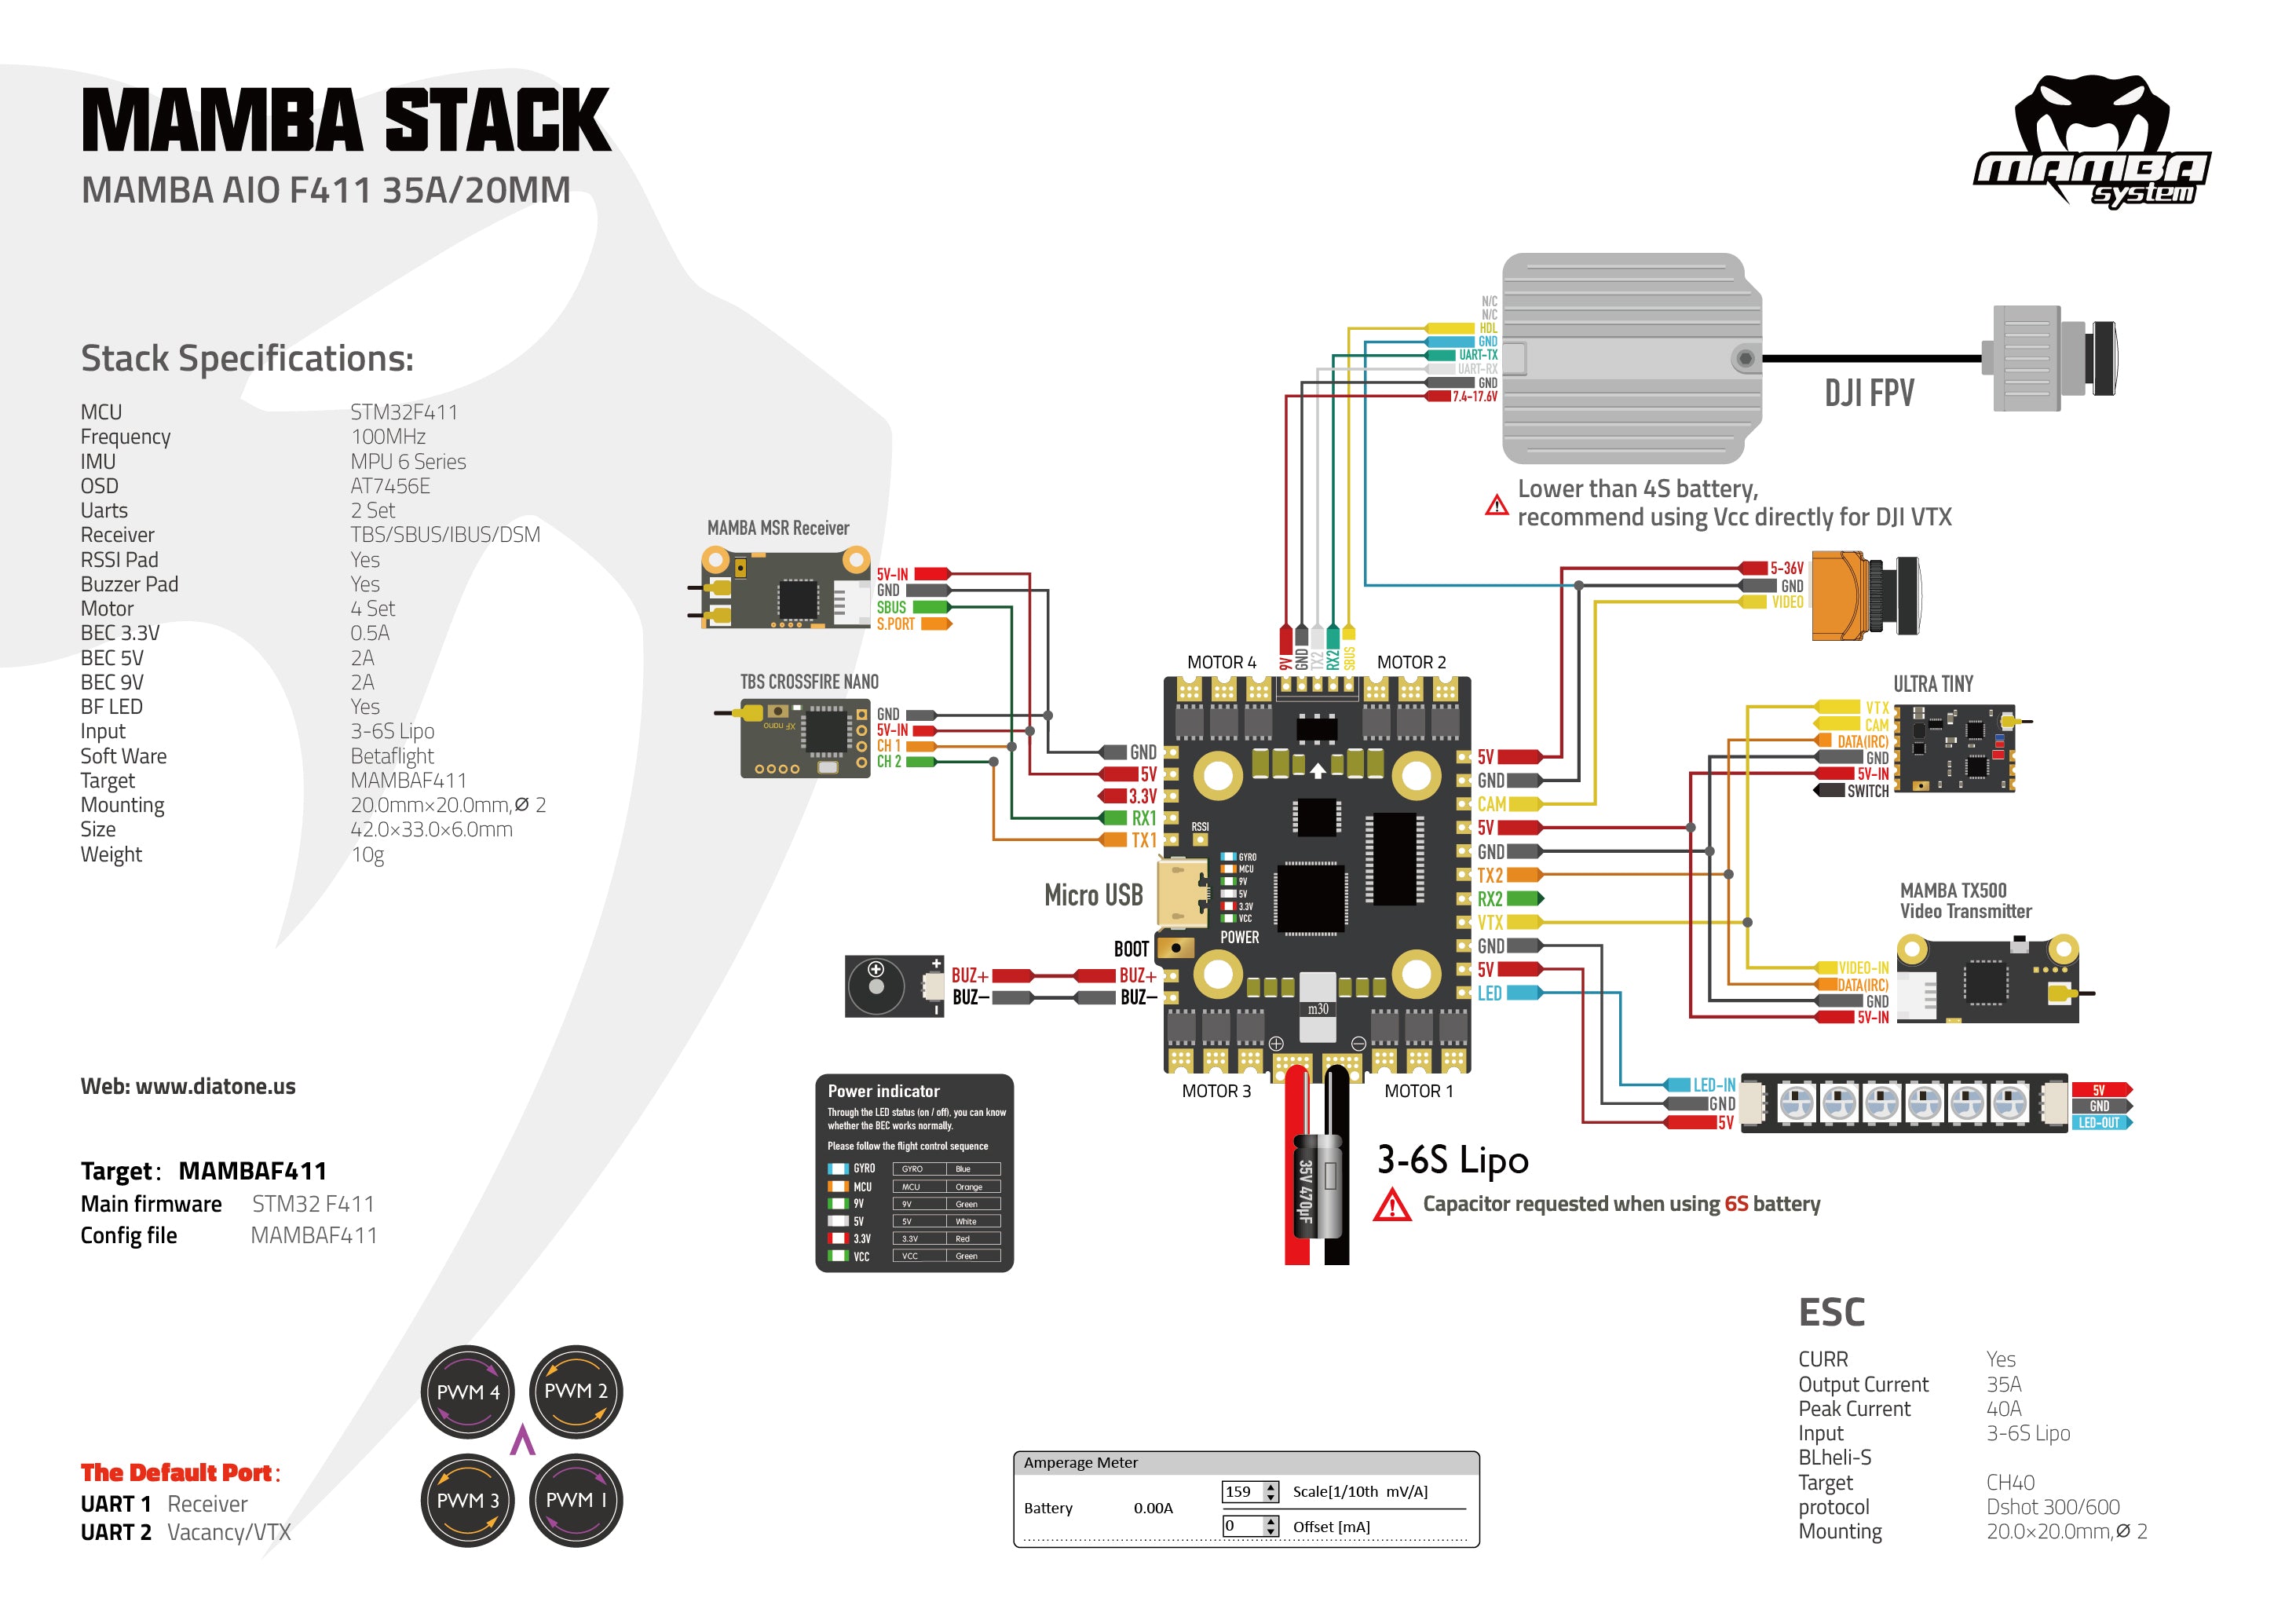 MAMBA STACK
MAMBA AIO F411 35A/20MM
MAMBA
system
Stack Specifications:
MCU STM32F411
Frequency 100MHz
IMU MPU 6 Series
OSD AT7456E
Uarts 2 Set
Receiver TBS/SBUS/IBUS/DSM
RSSI Pad Yes
Buzzer Pad Yes
Motor 4 Set
BEC 3.3V 0.5A
BEC 5V 2A
BEC 9V 2A
BF LED Yes
Input 3-6S Lipo
Soft Ware Betaflight
Target MAMBAF411
Mounting 20.0mm×20.0mm,Ø 2
Size 42.0×33.0×6.0mm
Weight 10g
Web: www.diatone.us
Target: MAMBAF411
Main firmware STM32 F411
Config file MAMBAF411
The Default Port:
UART 1 Receiver
UART 2 Vacancy/VTX
PWM 4
PWM 2
PWM 3
PWM 1
MAMBA MSR Receiver
5V-IN
GND
SBUS
S.PORT
TBS CROSSFIRE NANO
XF nano
GND
5V-IN
CH 1
CH 2
GND
5V
3.3V
RX1
TX1
Micro USB
BOOT
BUZ+
BUZ–
BUZ+
BUZ–
+
–
Power indicator
Through the LED status (on / off), you can know
whether the BEC works normally.
Please follow the flight control sequence
GYRO GYRO Blue
MCU MCU Orange
9V 9V Green
5V 5V White
3.3V 3.3V Red
VCC VCC Green
N/C
N/C
HDL
GND
UART-TX
UART-RX
GND
7.4-17.6V
DJI FPV
Lower than 4S battery,
recommend using Vcc directly for DJI VTX
MOTOR 4
9V
GND
TX2
RX2
SBUS
MOTOR 2
RSSI
GYRO
MCU
9V
5V
3.3V
VCC
POWER
m30
MOTOR 3
MOTOR 1
35V 470µF
3-6S Lipo
Capacitor requested when using 6S battery
5V
GND
CAM
5V
GND
TX2
RX2
VTX
GND
5V
LED
5-36V
GND
VIDEO
ULTRA TINY
VTX
CAM
DATA(IRC)
GND
5V-IN
SWITCH
MAMBA TX500
Video Transmitter
VIDEO-IN
DATA(IRC)
GND
5V-IN
LED-IN
GND
5V
5V
GND
LED-OUT
Amperage Meter
Battery 0.00A
159 Scale[1/10th mV/A]
0 Offset [mA]
ESC
CURR Yes
Output Current 35A
Peak Current 40A
Input 3-6S Lipo
BLheli-S
Target CH40
protocol Dshot 300/600
Mounting 20.0×20.0mm,Ø 2